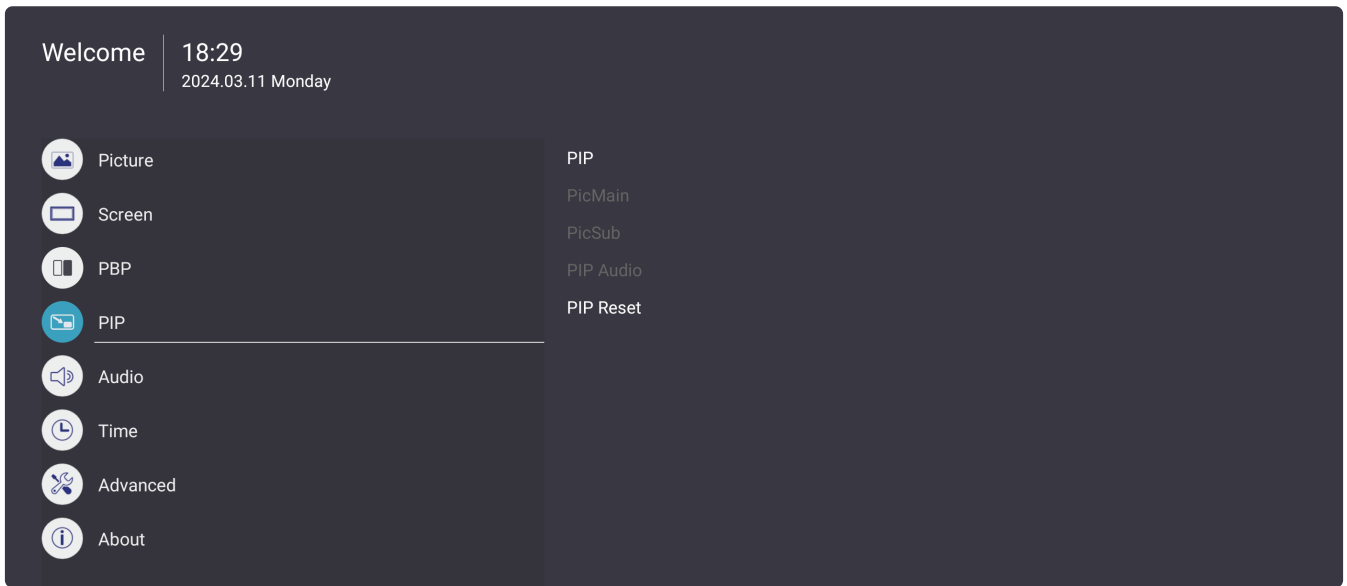 Welcome
18:29
2024.03.11 Monday
Picture
Screen
PBP
PIP
Audio
Time
Advanced
About
PIP
PicMain
PicSub
PIP Audio
PIP Reset